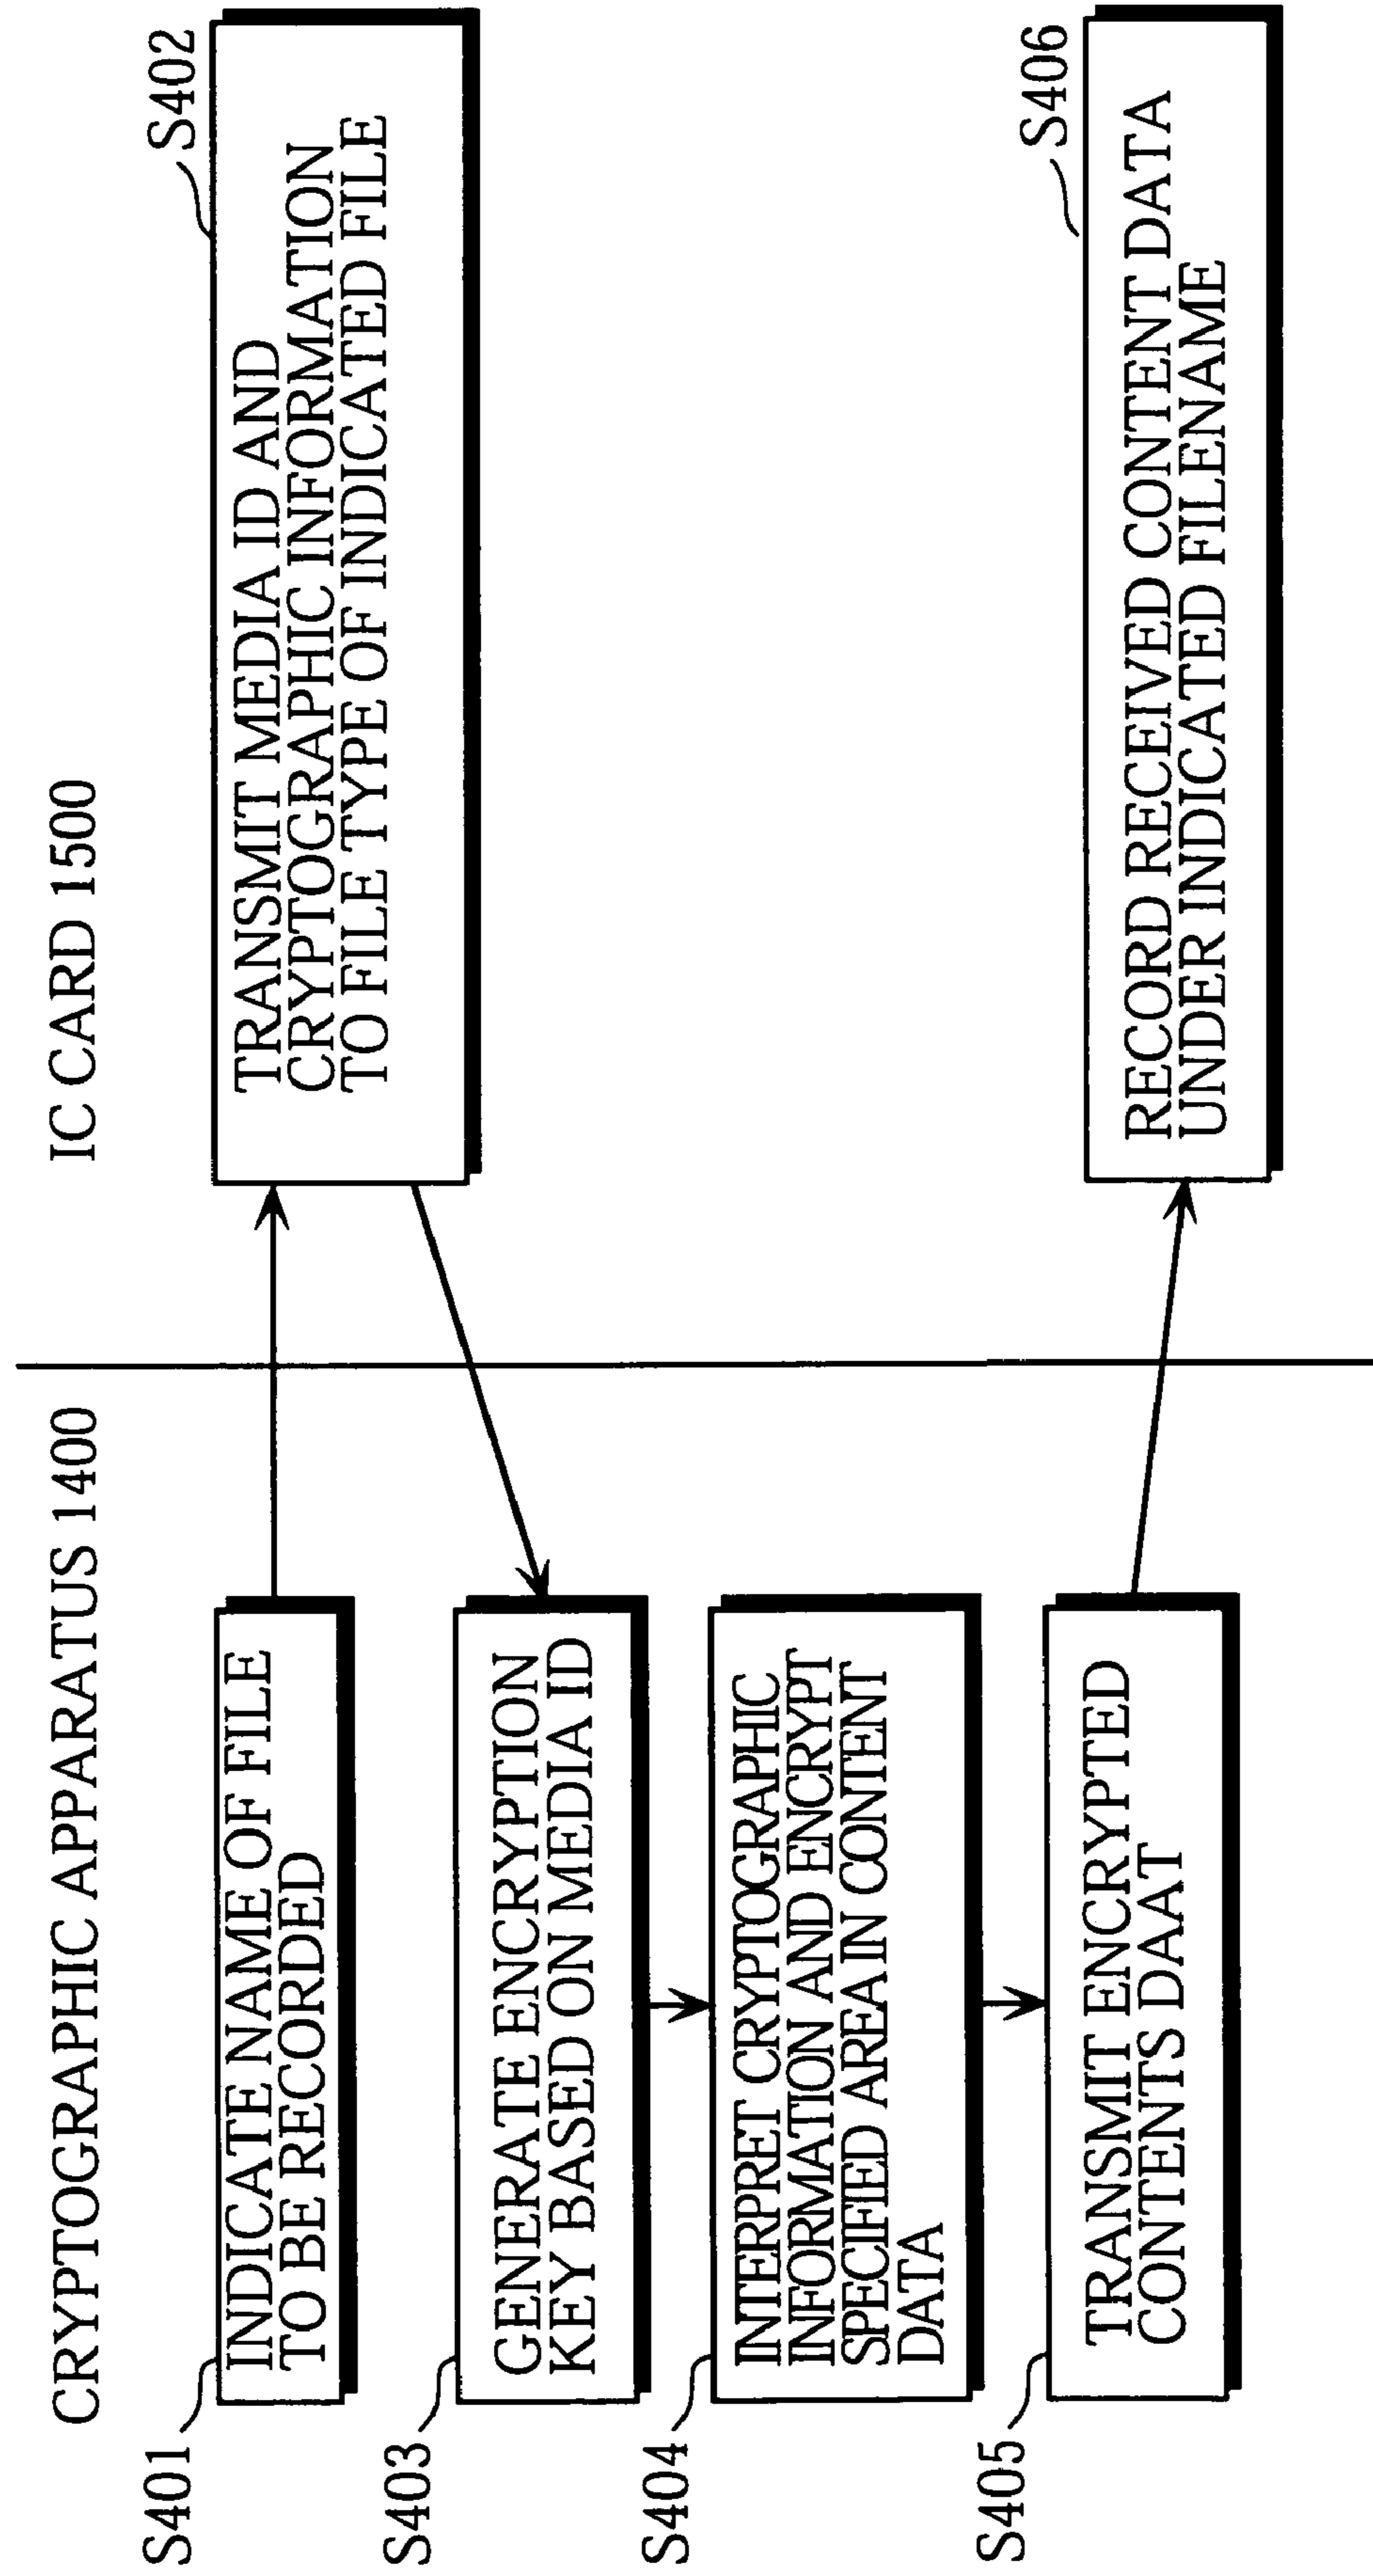 CRYPTOGRAPHIC APPARATUS 1400
IC CARD 1500
S401
INDICATE NAME OF FILE
TO BE RECORDED
S402
TRANSMIT MEDIA ID AND
CRYPTOGRAPHIC INFORMATION
TO FILE TYPE OF INDICATED FILE
S403
GENERATE ENCRYPTION
KEY BASED ON MEDIA ID
S404
INTERPRET CRYPTOGRAPHIC
INFORMATION AND ENCRYPT
SPECIFIED AREA IN CONTENT
DATA
S405
TRANSMIT ENCRYPTED
CONTENTS DAAT
S406
RECORD RECEIVED CONTENT DATA
UNDER INDICATED FILENAME